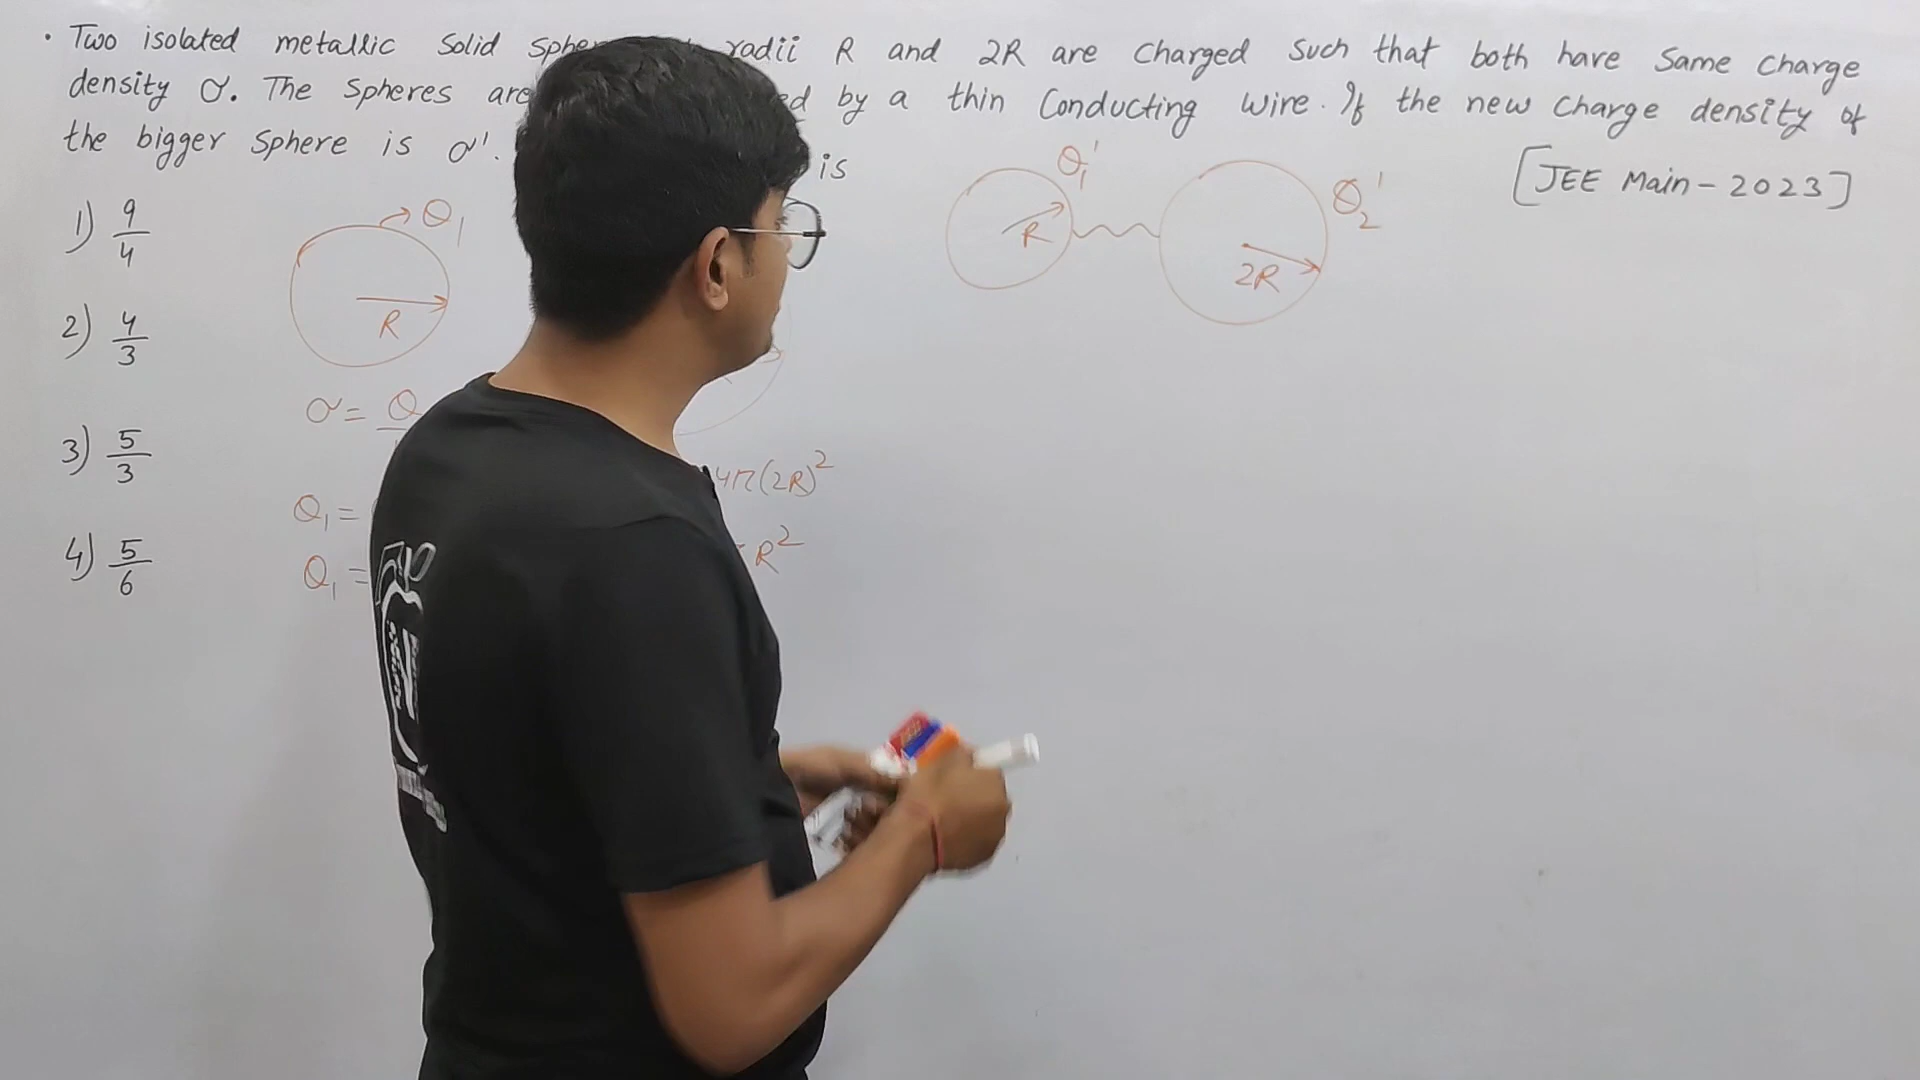 • Two isolated metallic Solid radii R and 2R are Charged Such that both have Same Charge
density σ. The Spheres are by a thin Conducting wire. If the new Charge density of
the bigger Sphere is σ'. is
[JEE Main-2023]
1) 9/4
2) 4/3
3) 5/3
4) 5/6
Q₁
R
σ = Q
Q₁ =
Q₁ =
4π(2R)²
R²
Q₁'
R
Q₂'
2R